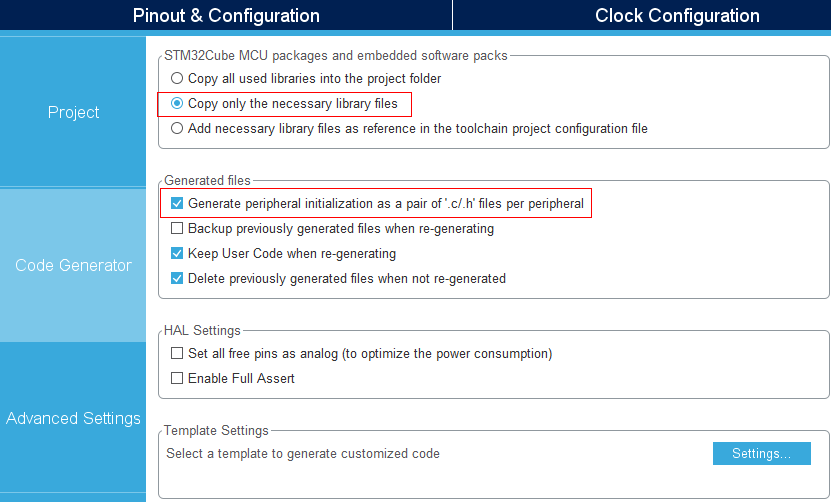 Pinout & Configuration
Clock Configuration
Project
Code Generator
Advanced Settings
STM32Cube MCU packages and embedded software packs
Copy all used libraries into the project folder
Copy only the necessary library files
Add necessary library files as reference in the toolchain project configuration file
Generated files
Generate peripheral initialization as a pair of '.c/.h' files per peripheral
Backup previously generated files when re-generating
Keep User Code when re-generating
Delete previously generated files when not re-generated
HAL Settings
Set all free pins as analog (to optimize the power consumption)
Enable Full Assert
Template Settings
Select a template to generate customized code
Settings...